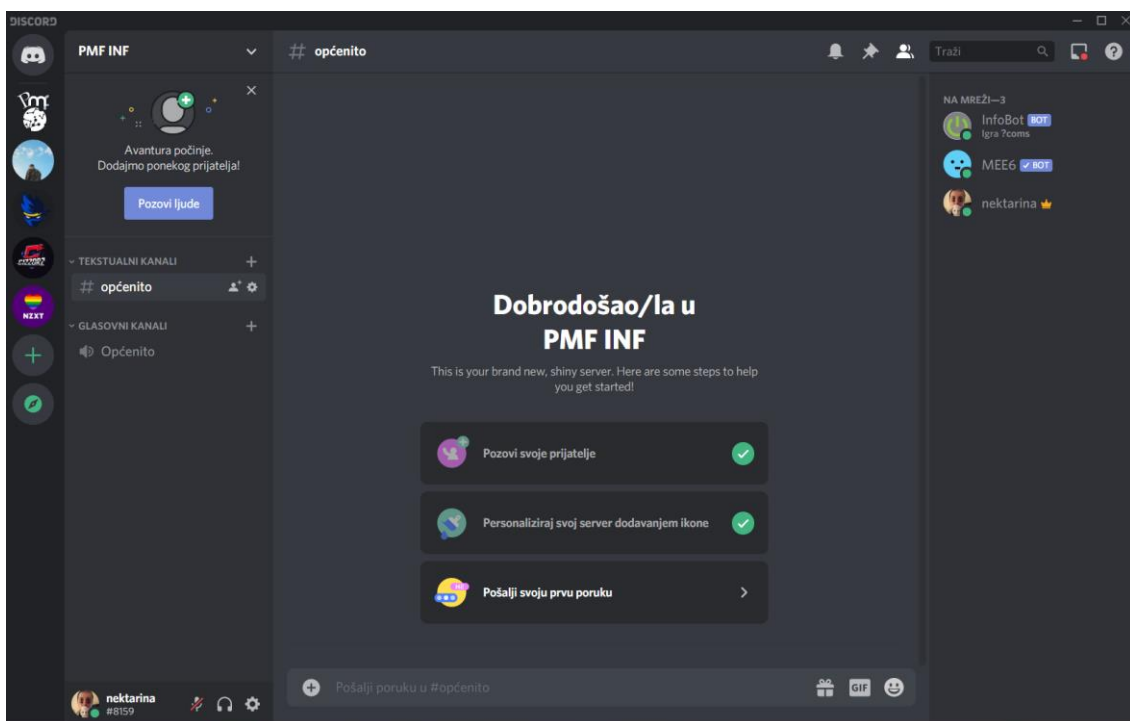 DISCORD
PMF INF
Avantura počinje.
Dodajmo ponekog prijatelja!
Pozovi ljude
TEKSTUALNI KANALI
općenito
GLASOVNI KANALI
Općenito
NZXT
nektarina
#8159
općenito
Traži
Dobrodošao/la u
PMF INF
This is your brand new, shiny server. Here are some steps to help
you get started!
Pozovi svoje prijatelje
Personaliziraj svoj server dodavanjem ikone
Pošalji svoju prvu poruku
Pošalji poruku u #općenito
GIF
NA MREŽI—3
InfoBot BOT
Igra ?coms
MEE6 ✓ BOT
nektarina